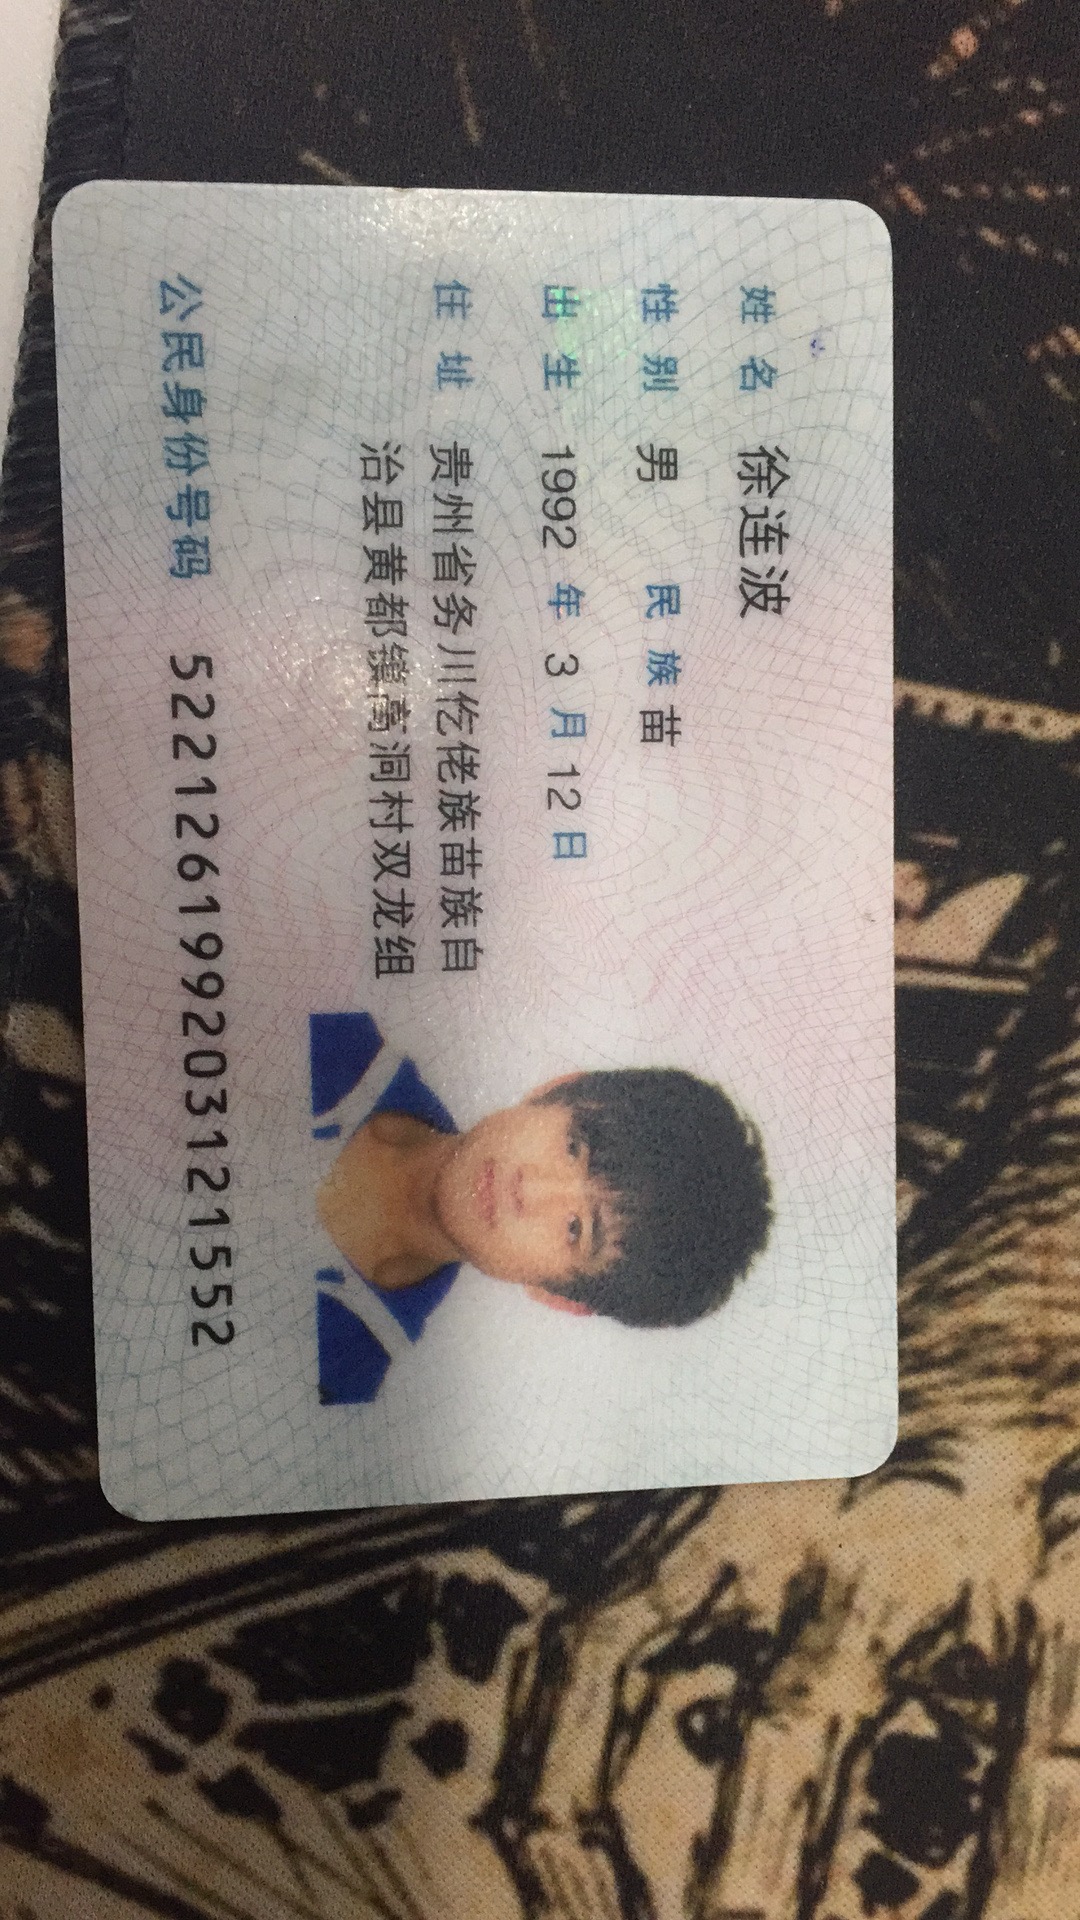 姓名 徐连波
性别 男 民族 苗
出生 1992 年 3 月 12 日
住址 贵州省务川仡佬族苗族自
治县黄都镇高洞村双龙组
公民身份号码 522126199203121552